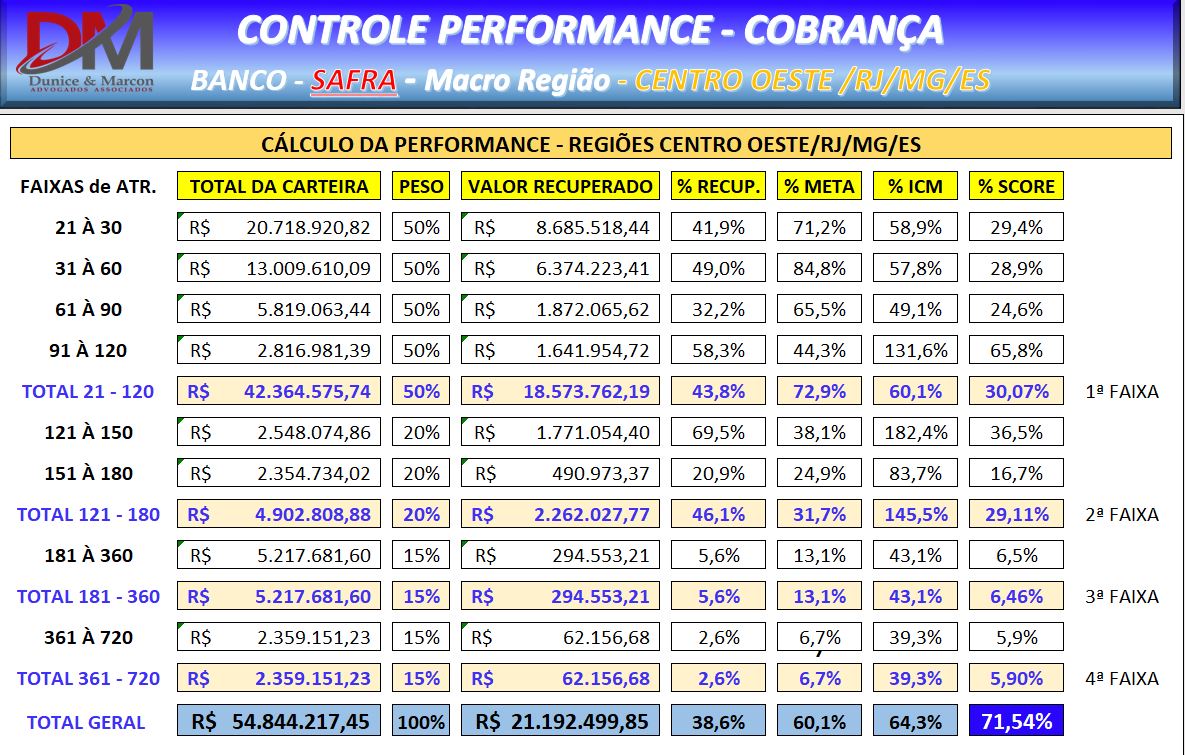 DM
Dunice & Marcon
ADVOGADOS ASSOCIADOS
CONTROLE PERFORMANCE - COBRANÇA
BANCO - SAFRA - Macro Região - CENTRO OESTE /RJ/MG/ES
CÁLCULO DA PERFORMANCE - REGIÕES CENTRO OESTE/RJ/MG/ES
FAIXAS de ATR. TOTAL DA CARTEIRA PESO VALOR RECUPERADO % RECUP. % META % ICM % SCORE
21 À 30 R$ 20.718.920,82 50% R$ 8.685.518,44 41,9% 71,2% 58,9% 29,4%
31 À 60 R$ 13.009.610,09 50% R$ 6.374.223,41 49,0% 84,8% 57,8% 28,9%
61 À 90 R$ 5.819.063,44 50% R$ 1.872.065,62 32,2% 65,5% 49,1% 24,6%
91 À 120 R$ 2.816.981,39 50% R$ 1.641.954,72 58,3% 44,3% 131,6% 65,8%
TOTAL 21 - 120 R$ 42.364.575,74 50% R$ 18.573.762,19 43,8% 72,9% 60,1% 30,07% 1ª FAIXA
121 À 150 R$ 2.548.074,86 20% R$ 1.771.054,40 69,5% 38,1% 182,4% 36,5%
151 À 180 R$ 2.354.734,02 20% R$ 490.973,37 20,9% 24,9% 83,7% 16,7%
TOTAL 121 - 180 R$ 4.902.808,88 20% R$ 2.262.027,77 46,1% 31,7% 145,5% 29,11% 2ª FAIXA
181 À 360 R$ 5.217.681,60 15% R$ 294.553,21 5,6% 13,1% 43,1% 6,5%
TOTAL 181 - 360 R$ 5.217.681,60 15% R$ 294.553,21 5,6% 13,1% 43,1% 6,46% 3ª FAIXA
361 À 720 R$ 2.359.151,23 15% R$ 62.156,68 2,6% 6,7% 39,3% 5,9%
TOTAL 361 - 720 R$ 2.359.151,23 15% R$ 62.156,68 2,6% 6,7% 39,3% 5,90% 4ª FAIXA
TOTAL GERAL R$ 54.844.217,45 100% R$ 21.192.499,85 38,6% 60,1% 64,3% 71,54%